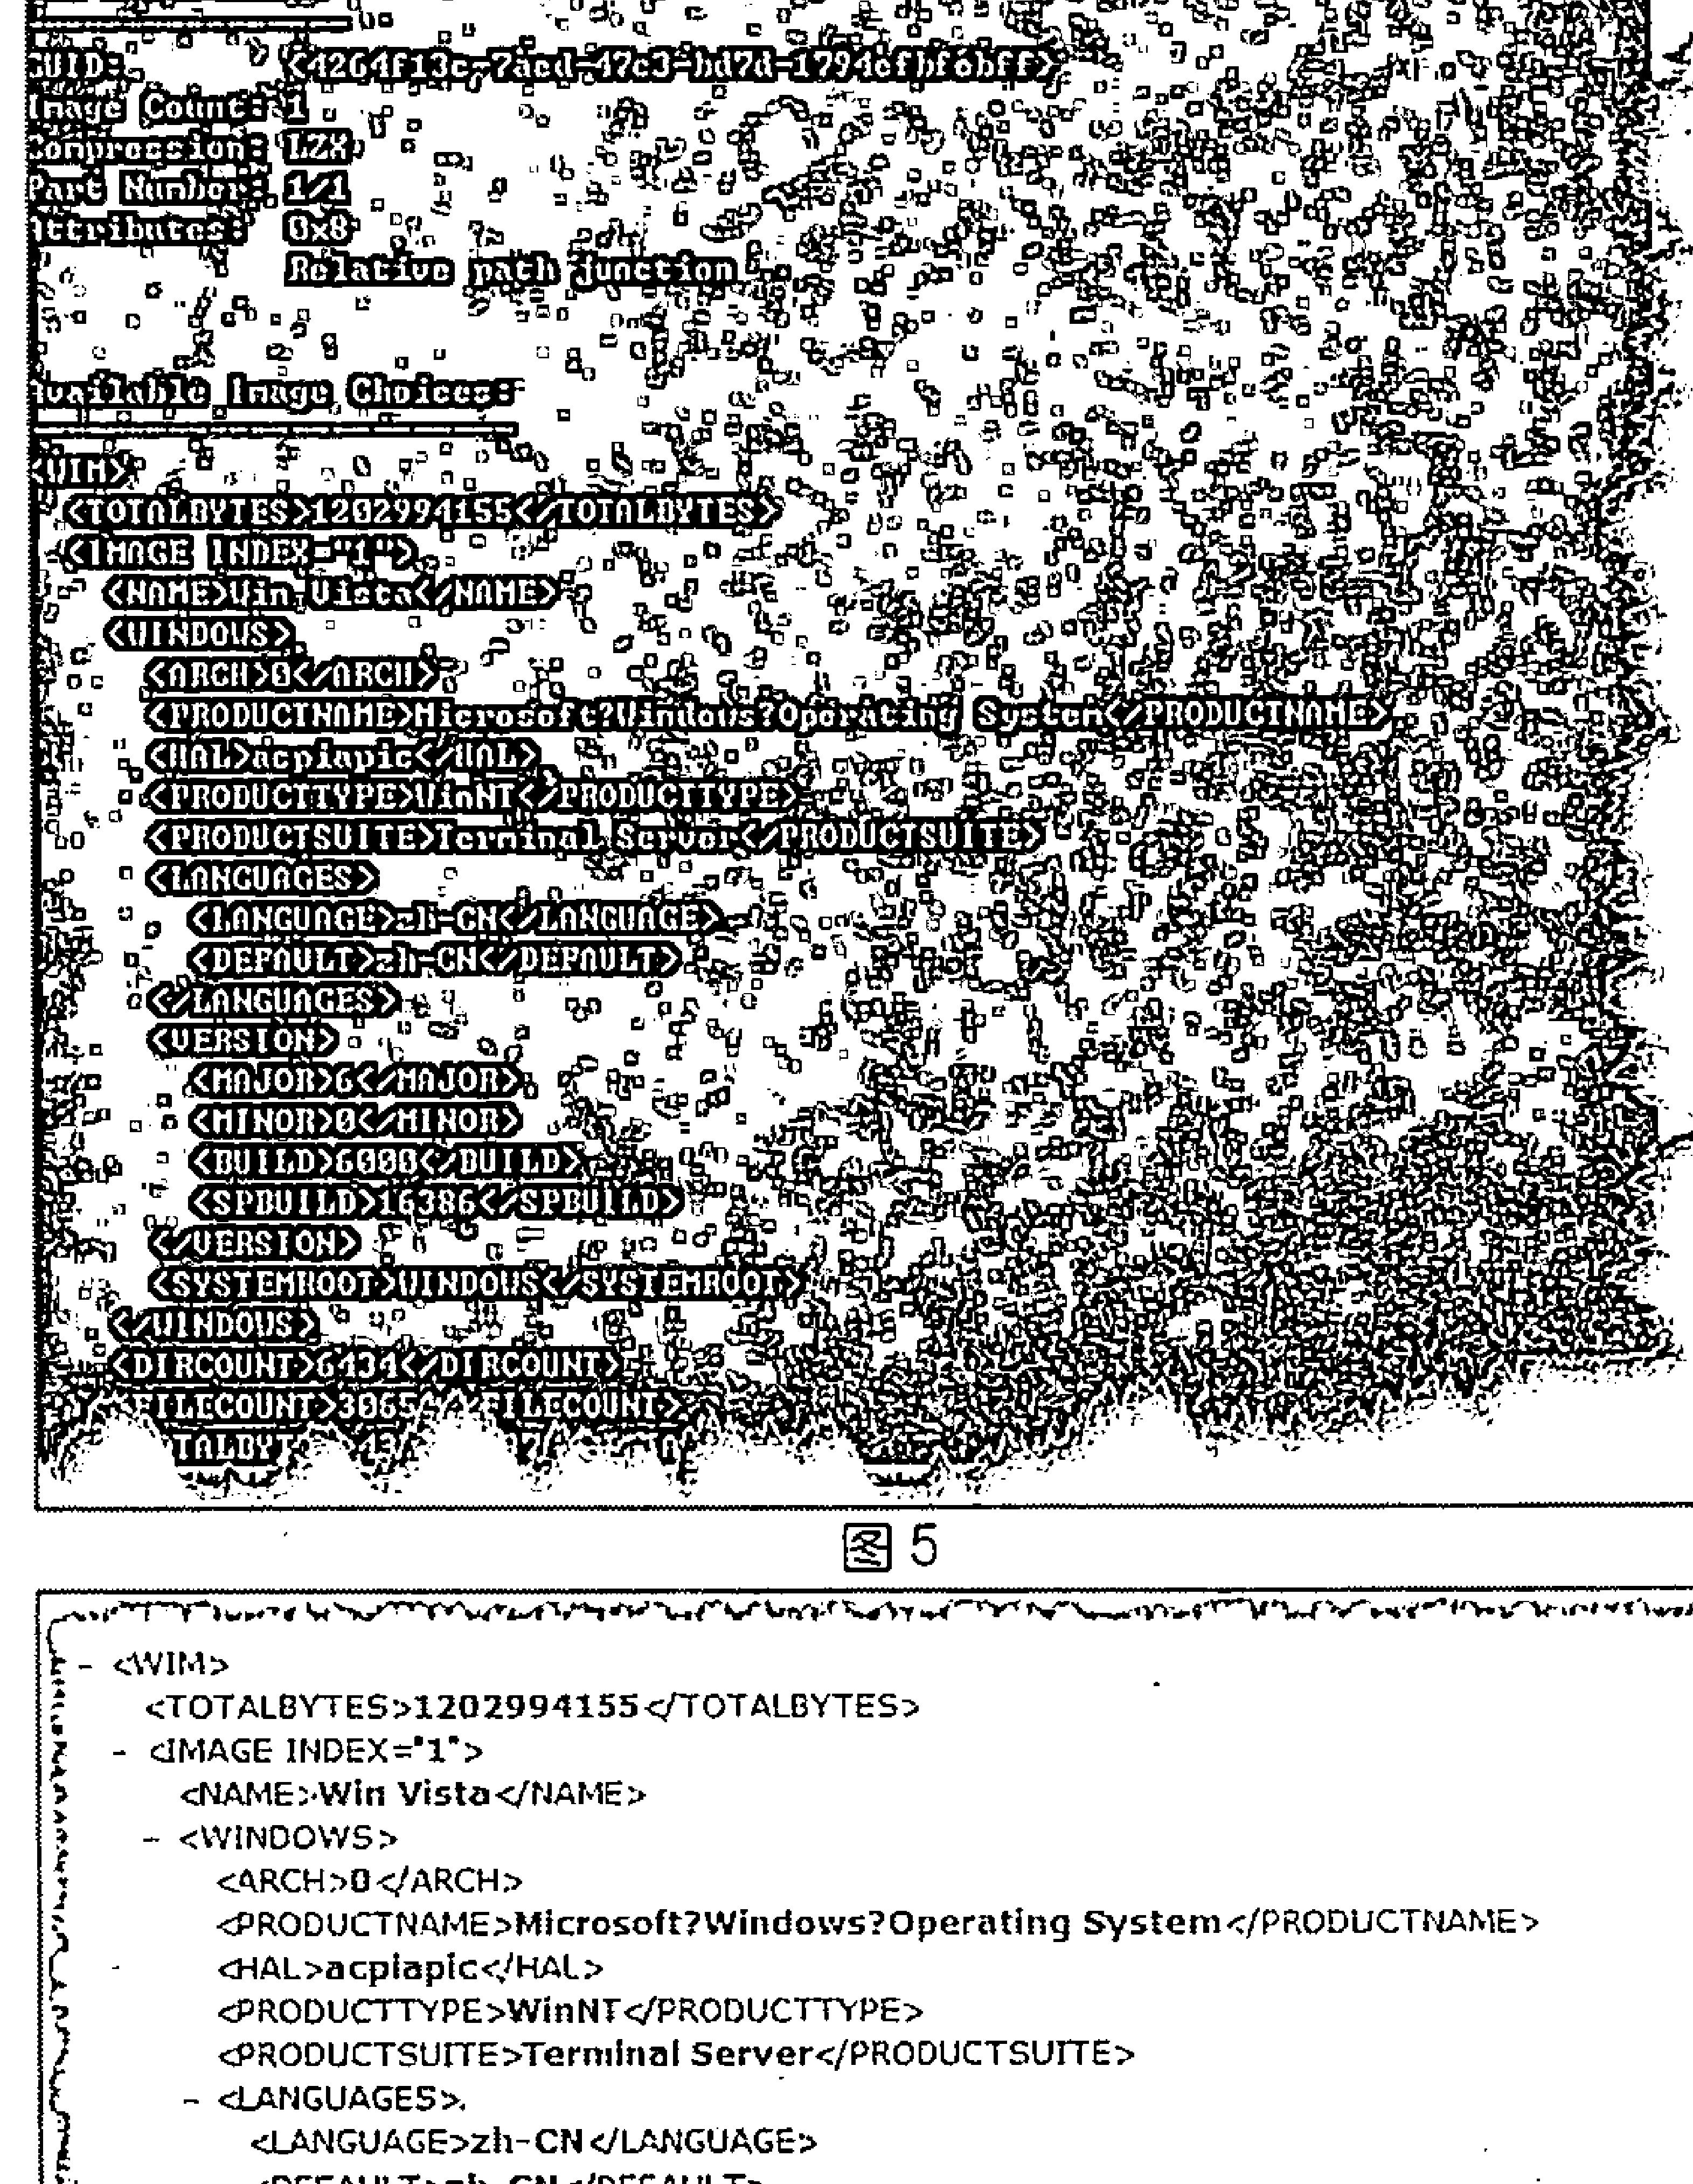 GUID:
Image Count: 1
Compression: LZX
Part Number: 1/1
Attributes: 0x8
Relative path junction
Available Image Choices:
<WIM>
<TOTALBYTES>1202994155</TOTALBYTES>
<IMAGE INDEX="1">
<NAME>Win Vista</NAME>
<WINDOWS>
<ARCH>0</ARCH>
<PRODUCTNAME>Microsoft?Windows?Operating System</PRODUCTNAME>
<HAL>acpiapic</HAL>
<PRODUCTTYPE>WinNT</PRODUCTTYPE>
<PRODUCTSUITE>Terminal Server</PRODUCTSUITE>
<LANGUAGES>
<LANGUAGE>zh-CN</LANGUAGE>
<DEFAULT>zh-CN</DEFAULT>
</LANGUAGES>
<VERSION>
<MAJOR>6</MAJOR>
<MINOR>0</MINOR>
<BUILD>6000</BUILD>
<SPBUILD>16386</SPBUILD>
</VERSION>
<SYSTEMROOT>WINDOWS</SYSTEMROOT>
</WINDOWS>
<DIRCOUNT>6434</DIRCOUNT>
图5
- <WIM>
<TOTALBYTES>1202994155</TOTALBYTES>
- <IMAGE INDEX="1">
<NAME>Win Vista</NAME>
- <WINDOWS>
<ARCH>0</ARCH>
<PRODUCTNAME>Microsoft?Windows?Operating System</PRODUCTNAME>
<HAL>acpiapic</HAL>
<PRODUCTTYPE>WinNT</PRODUCTTYPE>
<PRODUCTSUITE>Terminal Server</PRODUCTSUITE>
- <LANGUAGES>
<LANGUAGE>zh-CN</LANGUAGE>
<DEFAULT>zh-CN</DEFAULT>